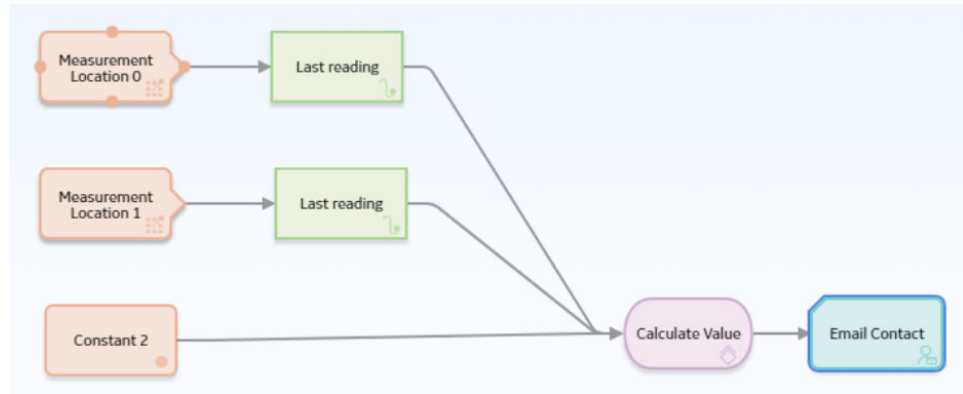 Measurement
Location 0
Last reading
Measurement
Location 1
Last reading
Constant 2
Calculate Value
Email Contact